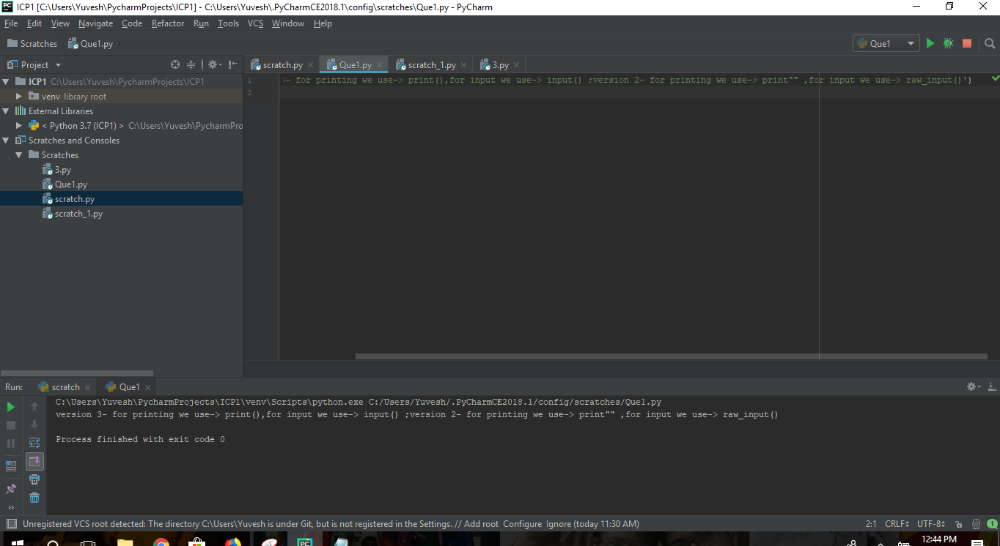 ICP1 [C:\Users\Yuvesh\PycharmProjects\ICP1] - C:\Users\Yuvesh\.PyCharmCE2018.1\config\scratches\Que1.py - PyCharm
File Edit View Navigate Code Refactor Run Tools VCS Window Help
Scratches Que1.py Que1
Project scratch.py Que1.py scratch_1.py 3.py
ICP1 C:\Users\Yuvesh\PycharmProjects\ICP1
1 - for printing we use-> print(),for input we use-> input() ;version 2- for printing we use-> print"" ,for input we use-> raw_input()')
2
venv library root
External Libraries
< Python 3.7 (ICP1) > C:\Users\Yuvesh\PycharmPro
Scratches and Consoles
Scratches
3.py
Que1.py
scratch.py
scratch_1.py
Run: scratch Que1
C:\Users\Yuvesh\PycharmProjects\ICP1\venv\Scripts\python.exe C:/Users/Yuvesh/.PyCharmCE2018.1/config/scratches/Que1.py
version 3- for printing we use-> print(),for input we use-> input() ;version 2- for printing we use-> print"" ,for input we use-> raw_input()
Process finished with exit code 0
Unregistered VCS root detected: The directory C:\Users\Yuvesh is under Git, but is not registered in the Settings. // Add root Configure Ignore (today 11:30 AM) 2:1 CRLF UTF-8 1
12:44 PM